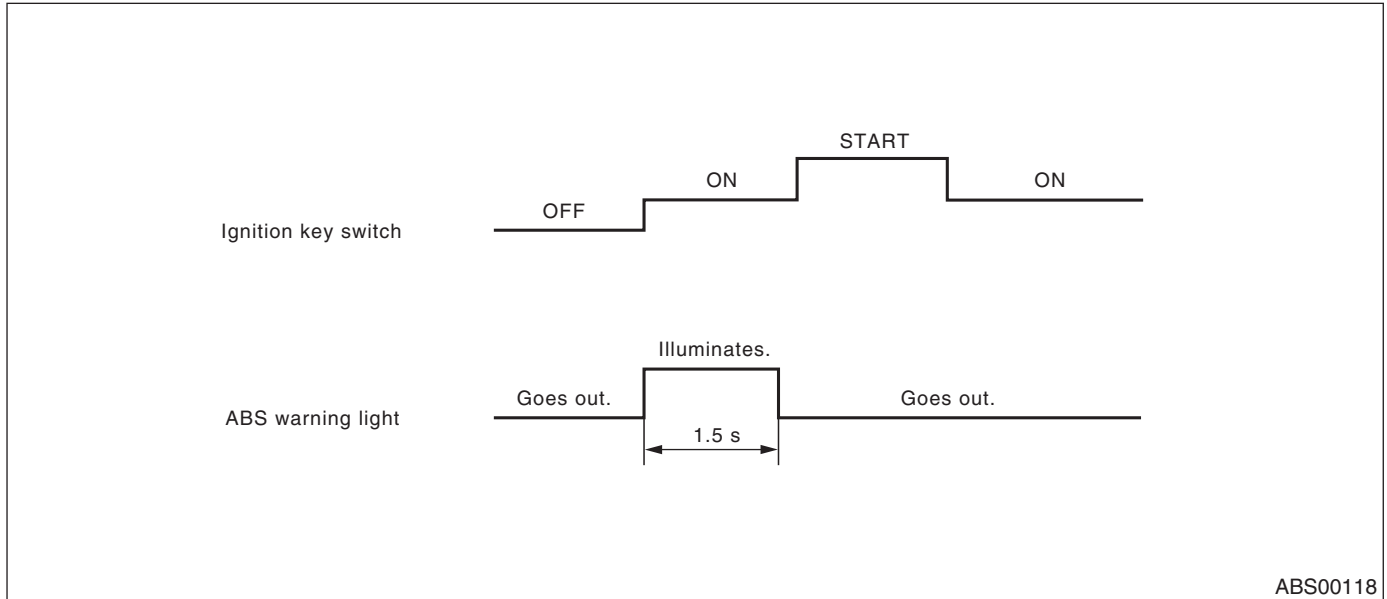 START
ON
ON
OFF
Ignition key switch
Illuminates.
Goes out.
Goes out.
ABS warning light
1.5 s
ABS00118